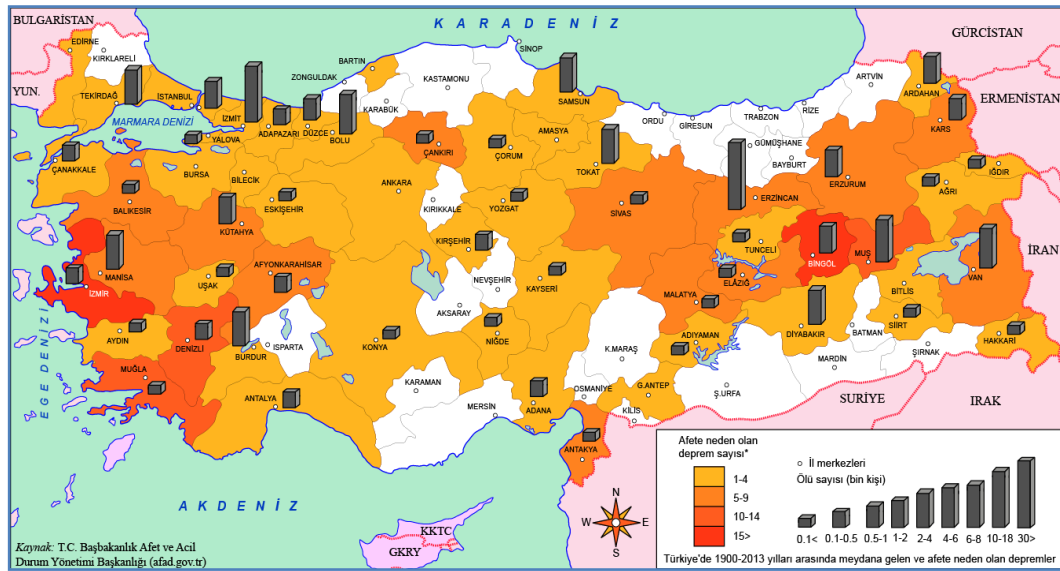 BULGARİSTAN
K A R A D E N İ Z
GÜRCİSTAN
EDİRNE
KIRKLARELİ
SİNOP
BARTIN
ZONGULDAK
KASTAMONU
ARTVİN
YUN.
TEKİRDAĞ
İSTANBUL
KARABÜK
SAMSUN
RİZE
ARDAHAN
ERMENİSTAN
TRABZON
ORDU
GİRESUN
KARS
MARMARA DENİZİ
İZMİT
ADAPAZARI
DÜZCE
BOLU
YALOVA
AMASYA
GÜMÜŞHANE
ÇANKIRI
ÇORUM
TOKAT
BAYBURT
ÇANAKKALE
BURSA
BİLECİK
ERZURUM
IĞDIR
ANKARA
AĞRI
BALIKESİR
ESKİŞEHİR
KIRIKKALE
YOZGAT
SİVAS
ERZİNCAN
KÜTAHYA
KIRŞEHİR
TUNCELİ
İRAN
MANİSA
UŞAK
AFYONKARAHİSAR
NEVŞEHİR
KAYSERİ
BİNGÖL
MUŞ
VAN
İZMİR
ELAZIĞ
BİTLİS
AKSARAY
MALATYA
EGE DENİZİ
AYDIN
DENİZLİ
BURDUR
ISPARTA
KONYA
NİĞDE
ADIYAMAN
DİYABAKIR
SİİRT
BATMAN
HAKKARİ
K.MARAŞ
MARDİN
ŞIRNAK
MUĞLA
KARAMAN
OSMANİYE
G.ANTEP
Ş.URFA
ANTALYA
MERSİN
ADANA
KİLİS
SURİYE
IRAK
ANTAKYA
A K D E N İ Z
N
W E
S
KKTC
GKRY
Afete neden olan
deprem sayısı*
1-4
5-9
10-14
15>
İl merkezleri
Ölü sayısı (bin kişi)
0.1< 0.1-0.5 0.5-1 1-2 2-4 4-6 6-8 10-18 30>
Türkiye'de 1900-2013 yılları arasında meydana gelen ve afete neden olan depremler
Kaynak: T.C. Başbakanlık Afet ve Acil
Durum Yönetimi Başkanlığı (afad.gov.tr)